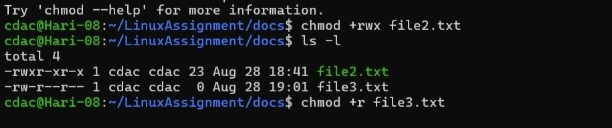 Try 'chmod --help' for more information.
cdac@Hari-08:~/LinuxAssignment/docs$ chmod +rwx file2.txt
cdac@Hari-08:~/LinuxAssignment/docs$ ls -l
total 4
-rwxr-xr-x 1 cdac cdac 23 Aug 28 18:41 file2.txt
-rw-r--r-- 1 cdac cdac  0 Aug 28 19:01 file3.txt
cdac@Hari-08:~/LinuxAssignment/docs$ chmod +r file3.txt